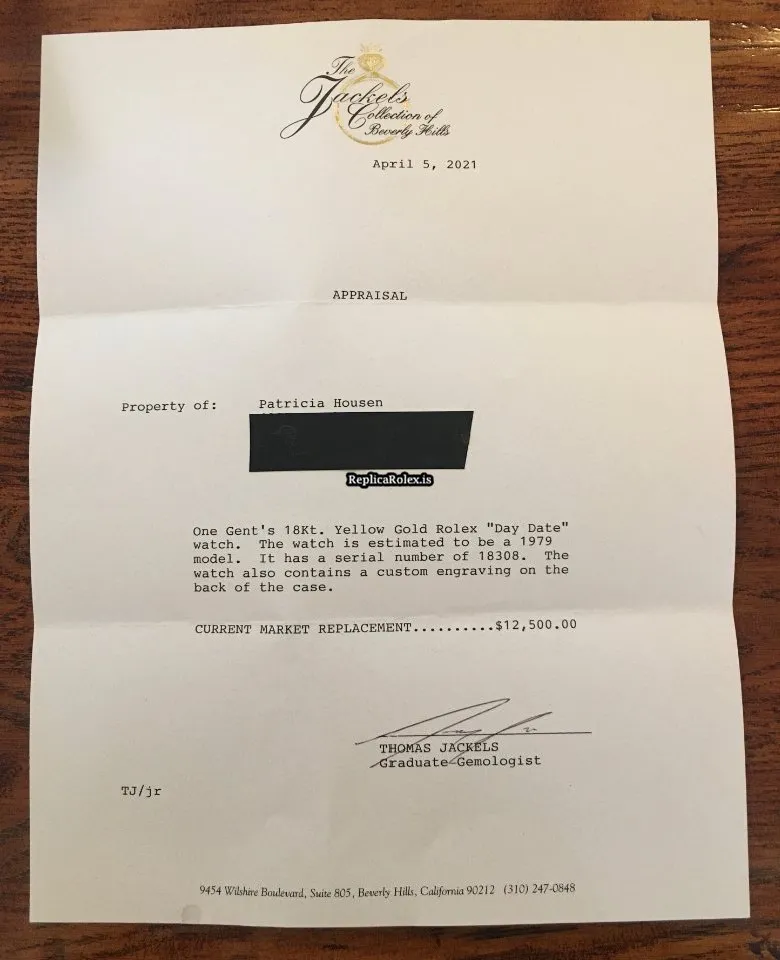 The
Jackels
Collection of
Beverly Hills
April 5, 2021
APPRAISAL
Property of: Patricia Housen
ReplicaRolex.is
One Gent's 18Kt. Yellow Gold Rolex "Day Date"
watch. The watch is estimated to be a 1979
model. It has a serial number of 18308. The
watch also contains a custom engraving on the
back of the case.
CURRENT MARKET REPLACEMENT..........$12,500.00
THOMAS JACKELS
Graduate Gemologist
TJ/jr
9454 Wilshire Boulevard, Suite 805, Beverly Hills, California 90212 (310) 247-0848